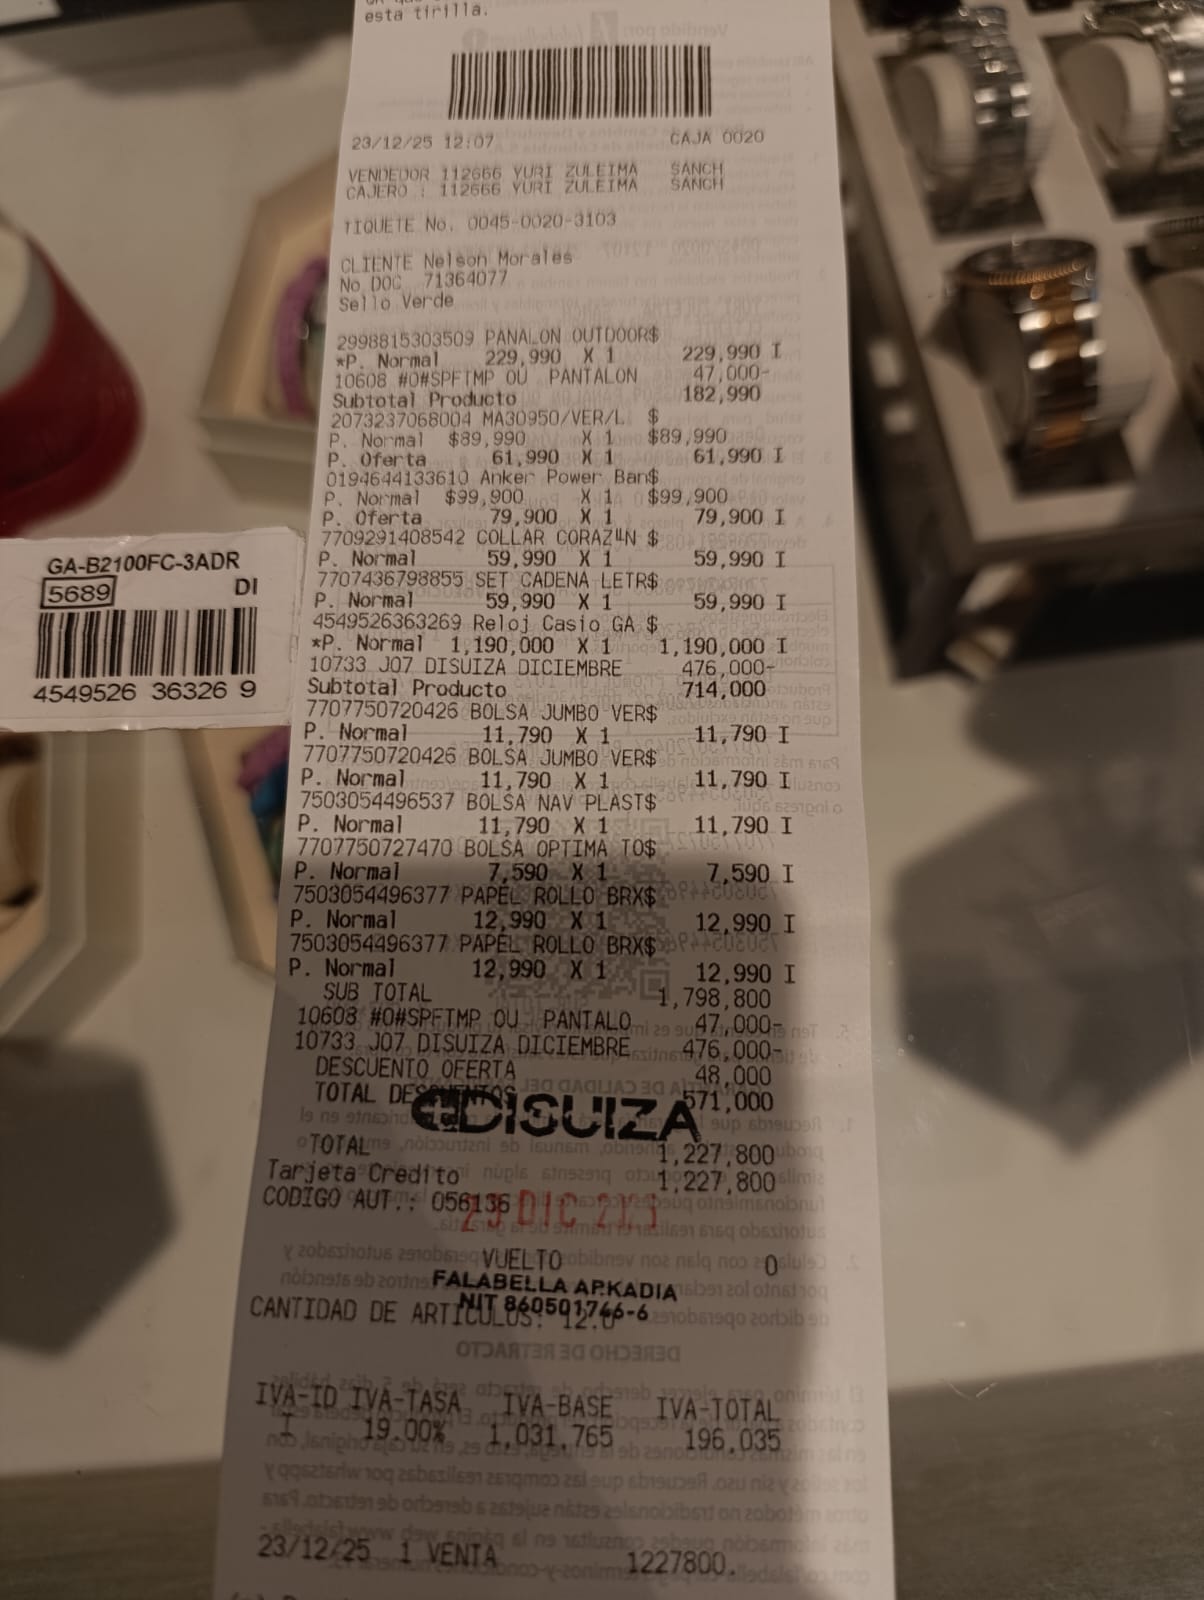 esta tirilla.
23/12/25 12:07 CAJA 0020
VENDEDOR 112666 YURI ZULEIMA SANCH
CAJERO : 112666 YURI ZULEIMA SANCH
TIQUETE No. 0045-0020-3103
CLIENTE Nelson Morales
No DOC 71364077
Sello Verde
2998815303509 PANALON OUTDOOR$
*P. Normal 229,990 X 1 229,990 I
10608 #0#SPFTMP OU PANTALON 47,000-
Subtotal Producto 182,990
2073237068004 MA30950/VER/L $
P. Normal $89,990 X 1 $89,990
P. Oferta 61,990 X 1 61,990 I
0194644133610 Anker Power Ban$
P. Normal $99,900 X 1 $99,900
P. Oferta 79,900 X 1 79,900 I
7709291408542 COLLAR CORAZ╙N $
P. Normal 59,990 X 1 59,990 I
7707436798855 SET CADENA LETR$
P. Normal 59,990 X 1 59,990 I
4549526363269 Reloj Casio GA $
*P. Normal 1,190,000 X 1 1,190,000 I
10733 J07 DISUIZA DICIEMBRE 476,000-
Subtotal Producto 714,000
7707750720426 BOLSA JUMBO VER$
P. Normal 11,790 X 1 11,790 I
7707750720426 BOLSA JUMBO VER$
P. Normal 11,790 X 1 11,790 I
7503054496537 BOLSA NAV PLAST$
P. Normal 11,790 X 1 11,790 I
7707750727470 BOLSA OPTIMA TO$
P. Normal 7,590 X 1 7,590 I
7503054496377 PAPEL ROLLO BRX$
P. Normal 12,990 X 1 12,990 I
7503054496377 PAPEL ROLLO BRX$
P. Normal 12,990 X 1 12,990 I
SUB TOTAL 1,798,800
10608 #0#SPFTMP OU PANTALO 47,000-
10733 J07 DISUIZA DICIEMBRE 476,000-
DESCUENTO OFERTA 48,000
TOTAL DESCUENTOS 571,000
DISUIZA
TOTAL 1,227,800
Tarjeta Credito 1,227,800
CODIGO AUT.: 056136
23 DIC
VUELTO 0
FALABELLA ARKADIA
NIT 860501746-6
CANTIDAD DE ARTICULOS: 12.0
IVA-ID IVA-TASA IVA-BASE IVA-TOTAL
I 19.00% 1,031,765 196,035
23/12/25 1 VENTA 1227800.
GA-B2100FC-3ADR
5689 DI
4549526 36326 9